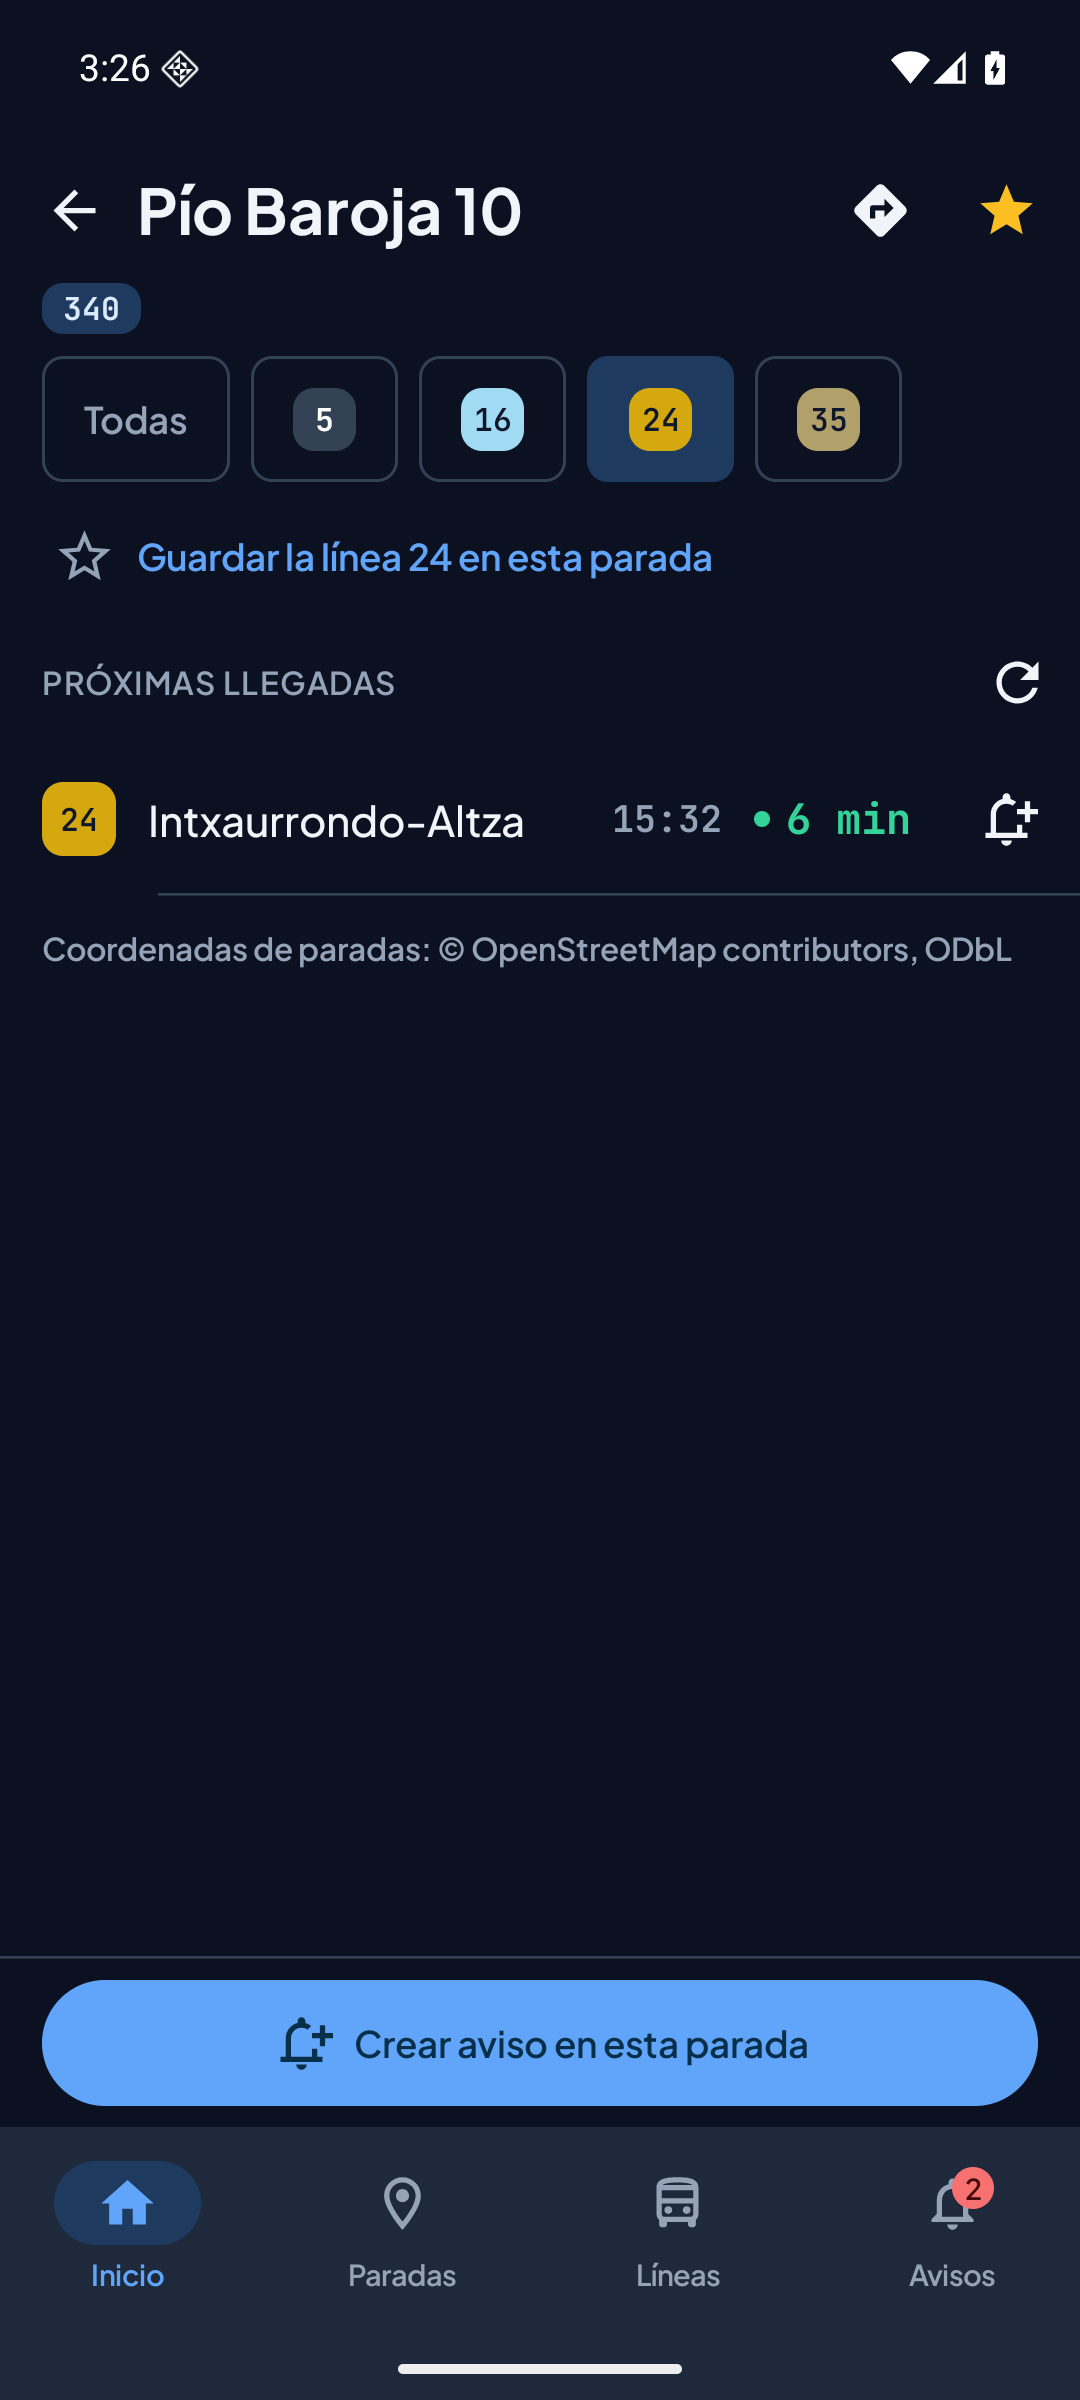 3:26
Pío Baroja 10
340
Todas 5 16 24 35
Guardar la línea 24 en esta parada
PRÓXIMAS LLEGADAS
24 Intxaurrondo-Altza 15:32 • 6 min
Coordenadas de paradas: © OpenStreetMap contributors, ODbL
Crear aviso en esta parada
2
Inicio Paradas Líneas Avisos